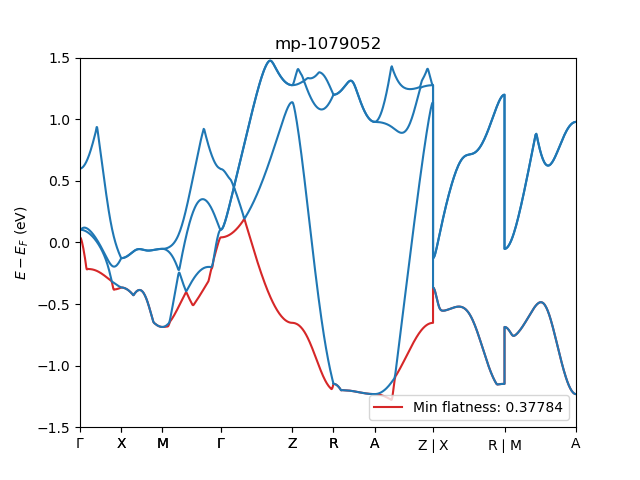 mp-1079052
E − E_F (eV)
1.5
1.0
0.5
0.0
−0.5
−1.0
−1.5
Min flatness: 0.37784
Γ X M Γ Z R A Z | X R | M A